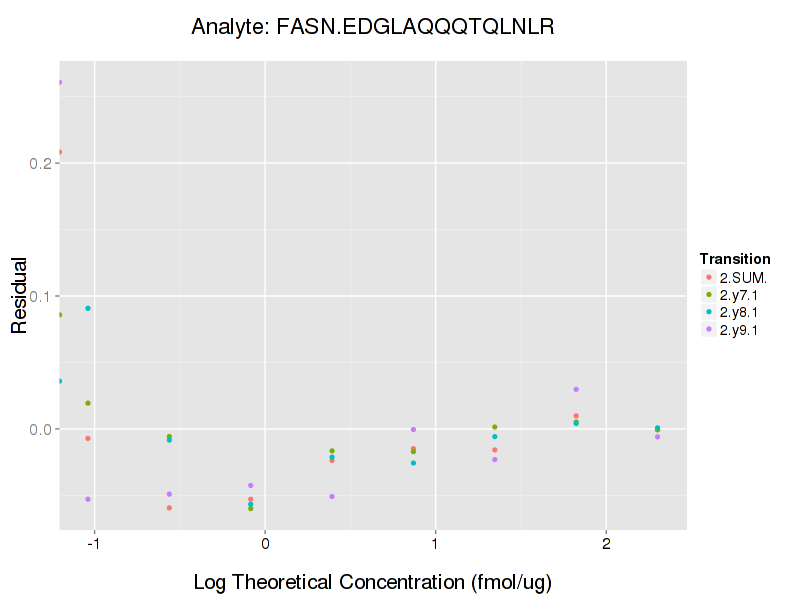 Analyte: FASN.EDGLAQQQTQLNLR
Residual
0.2
0.1
0.0
-1
0
1
2
Log Theoretical Concentration (fmol/ug)
Transition
2.SUM.
2.y7.1
2.y8.1
2.y9.1